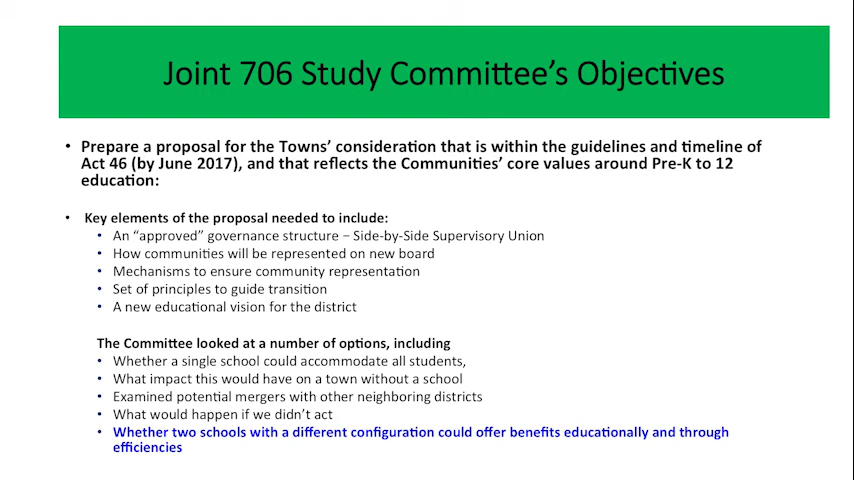 Joint 706 Study Committee’s Objectives
• Prepare a proposal for the Towns’ consideration that is within the guidelines and timeline of
Act 46 (by June 2017), and that reflects the Communities’ core values around Pre-K to 12
education:
• Key elements of the proposal needed to include:
• An “approved” governance structure – Side-by-Side Supervisory Union
• How communities will be represented on new board
• Mechanisms to ensure community representation
• Set of principles to guide transition
• A new educational vision for the district
The Committee looked at a number of options, including
• Whether a single school could accommodate all students,
• What impact this would have on a town without a school
• Examined potential mergers with other neighboring districts
• What would happen if we didn’t act
• Whether two schools with a different configuration could offer benefits educationally and through
efficiencies